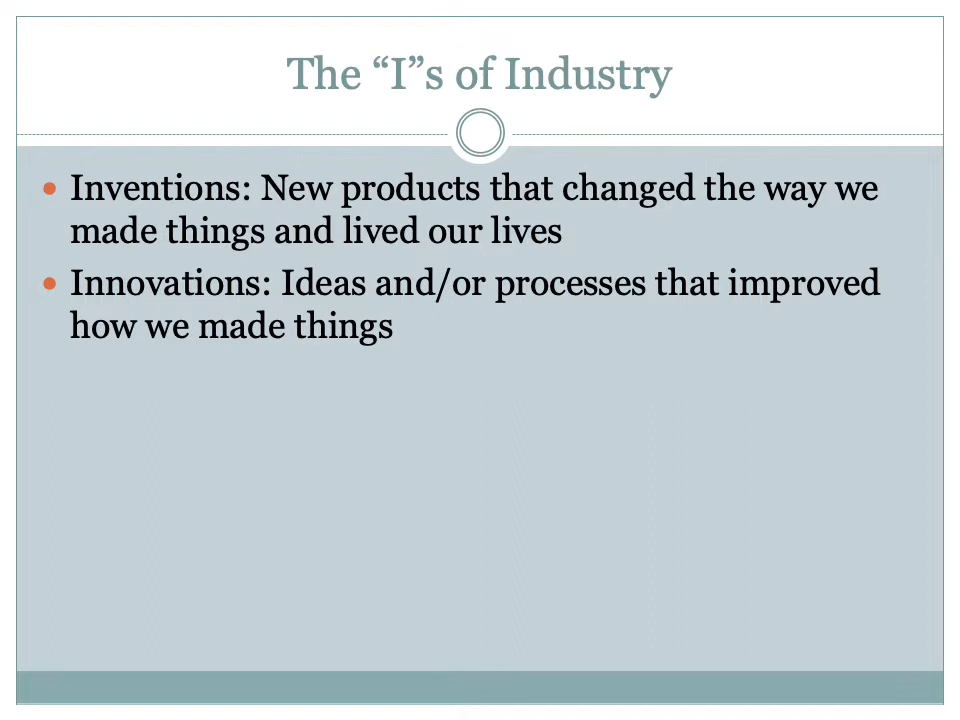 The “I”s of Industry
Inventions: New products that changed the way we
made things and lived our lives
Innovations: Ideas and/or processes that improved
how we made things